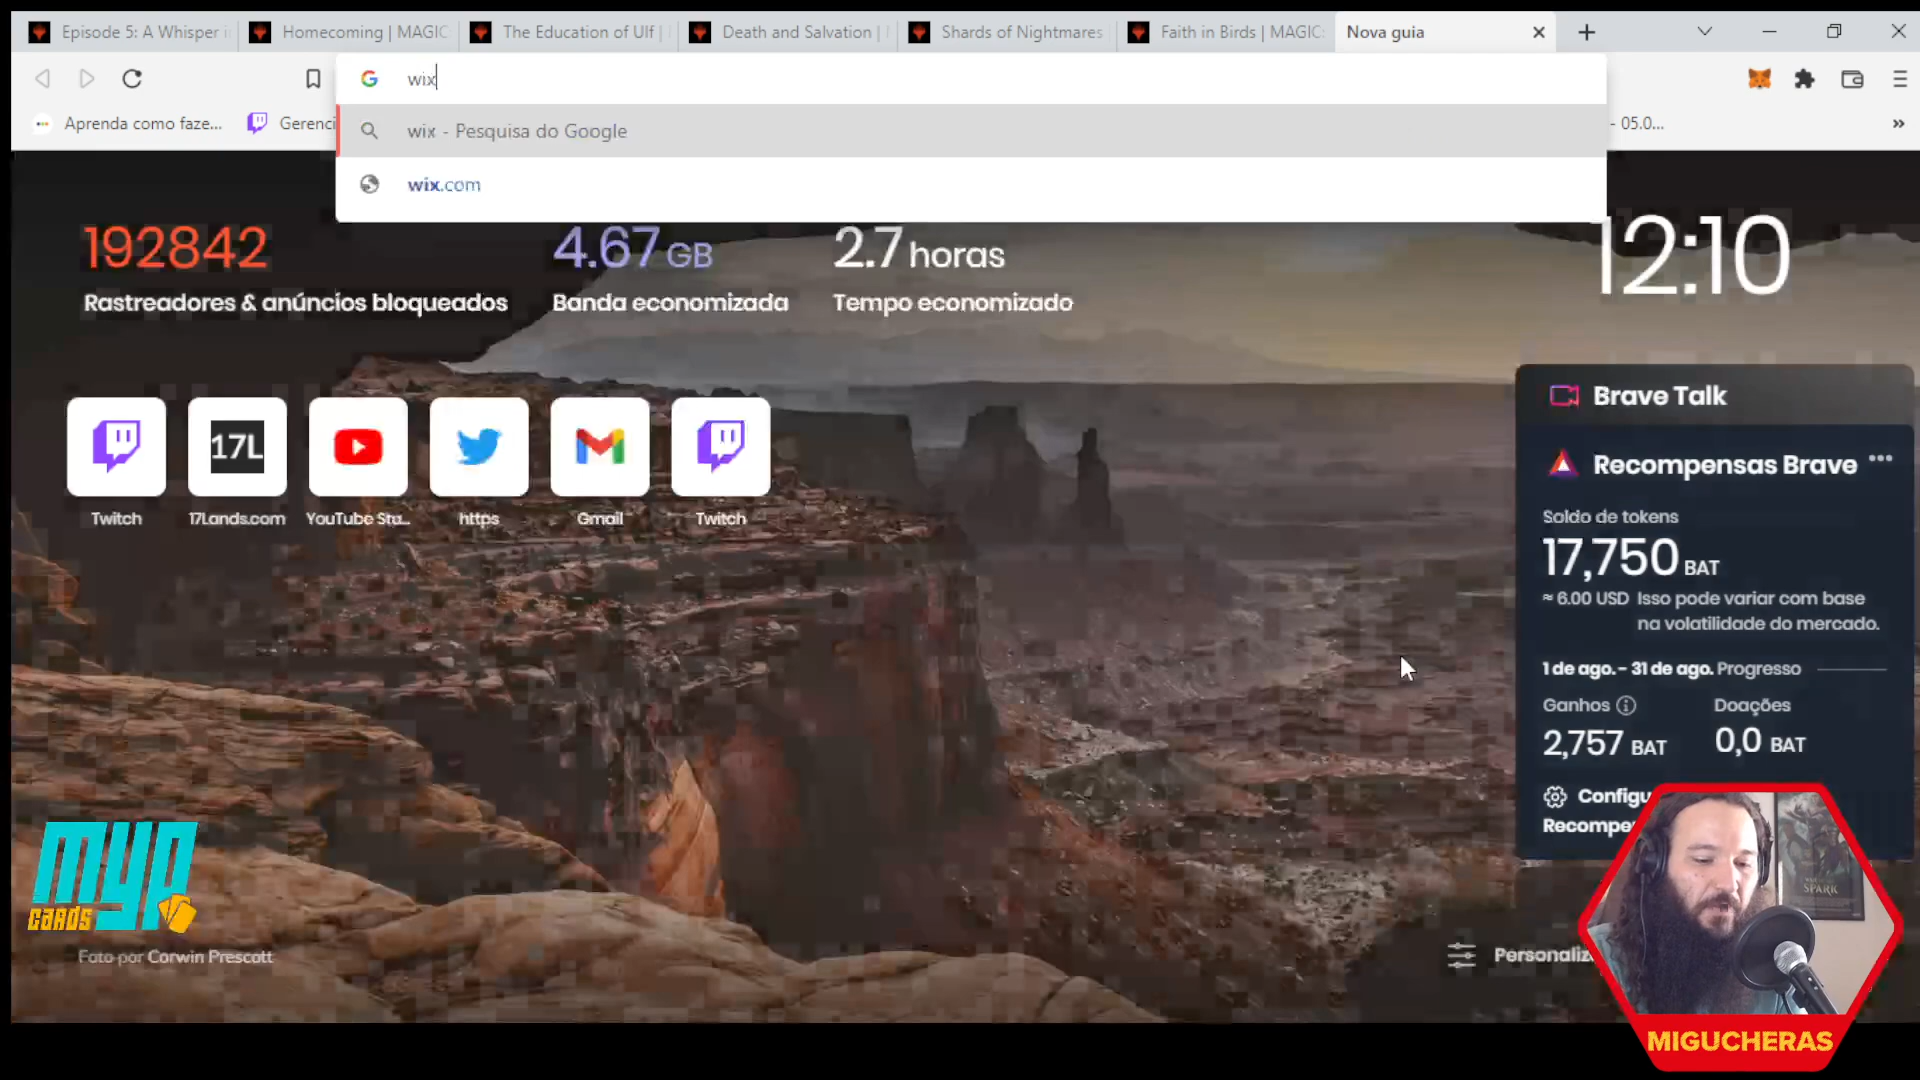 Episode 5: A Whisper i
Homecoming | MAGIC:
The Education of Ulf |
Death and Salvation |
Shards of Nightmares
Faith in Birds | MAGIC:
Nova guia
wix
Aprenda como faze...
Gerenci
- 05.0...
wix - Pesquisa do Google
wix.com
192842
Rastreadores & anúncios bloqueados
4.67 GB
Banda economizada
2.7 horas
Tempo economizado
12:10
17L
Twitch
17Lands.com
YouTube Stu...
https
Gmail
Twitch
Brave Talk
Recompensas Brave
Saldo de tokens
17,750 BAT
≈ 6.00 USD Isso pode variar com base
na volatilidade do mercado.
1 de ago. - 31 de ago. Progresso
Ganhos
Doações
2,757 BAT
0,0 BAT
Configu
Recompe
Personaliz
myp
cards
Foto por Corwin Prescott
SPARK
MIGUCHERAS